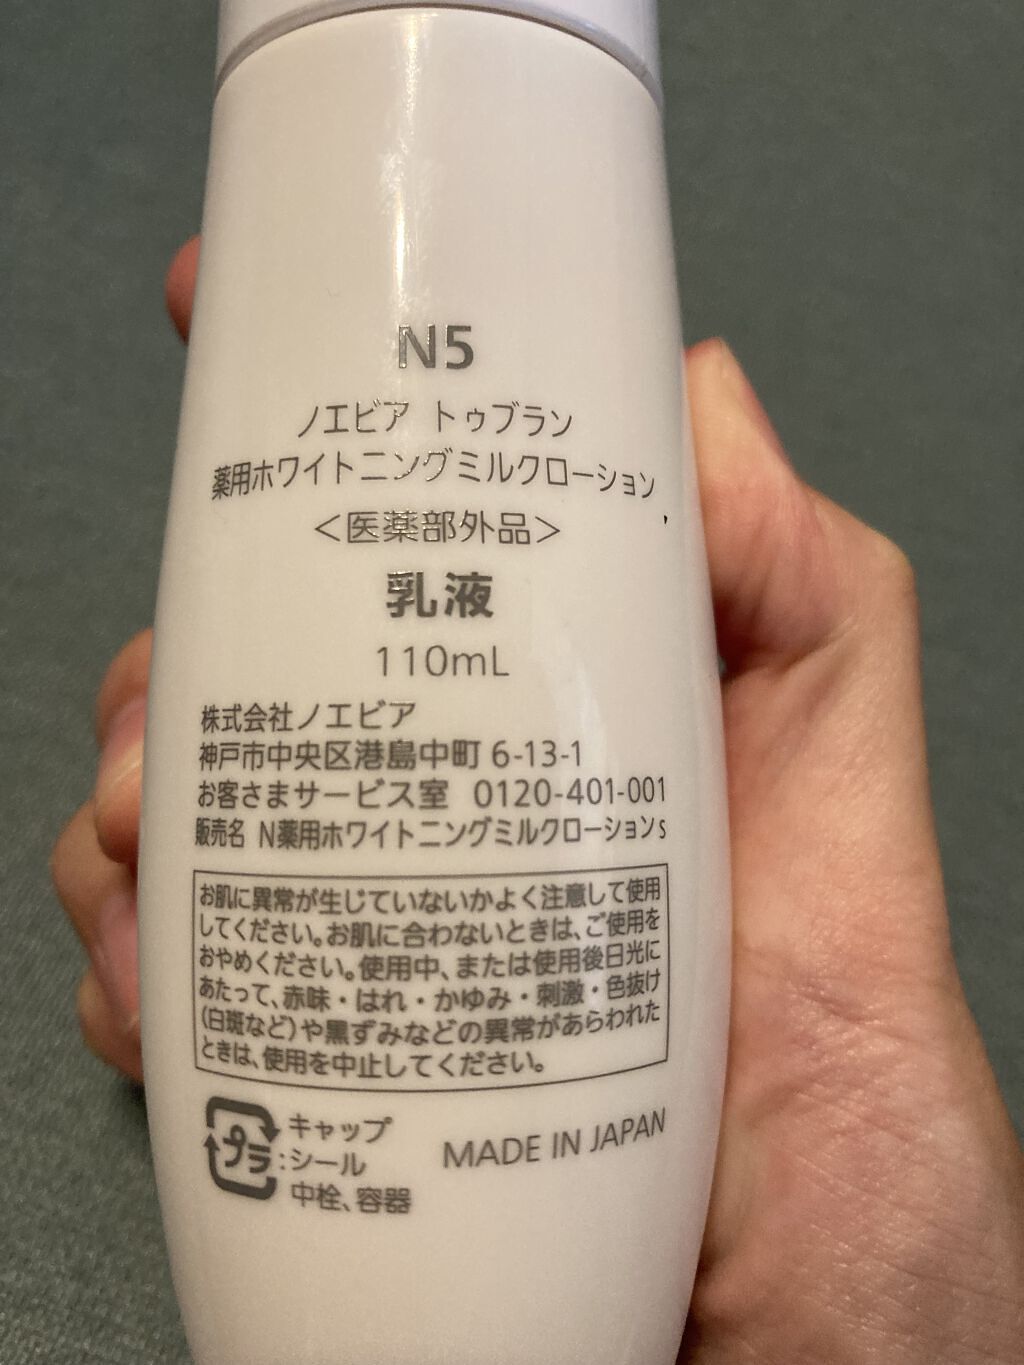 N5
ノエビア トゥブラン
薬用ホワイトニングミルクローション
<医薬部外品>
乳液
110mL
株式会社ノエビア
神戸市中央区港島中町 6-13-1
お客さまサービス室 0120-401-001
販売名 N薬用ホワイトニングミルクローションs
お肌に異常が生じていないかよく注意して使用
してください。お肌に合わないときは、ご使用を
おやめください。使用中、または使用後日光に
あたって、赤味・はれ・かゆみ・刺激・色抜け
(白斑など)や黒ずみなどの異常があらわれた
ときは、使用を中止してください。
プラ:キャップ
シール
中栓、容器
MADE IN JAPAN